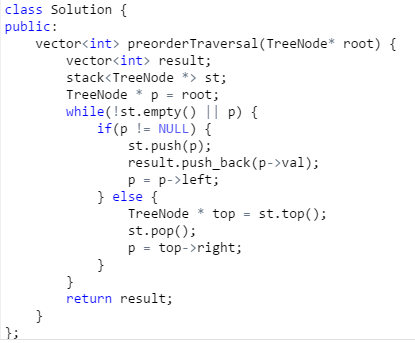 class Solution {
public:
    vector<int> preorderTraversal(TreeNode* root) {
        vector<int> result;
        stack<TreeNode *> st;
        TreeNode * p = root;
        while(!st.empty() || p) {
            if(p != NULL) {
                st.push(p);
                result.push_back(p->val);
                p = p->left;
            } else {
                TreeNode * top = st.top();
                st.pop();
                p = top->right;
            }
        }
        return result;
    }
};